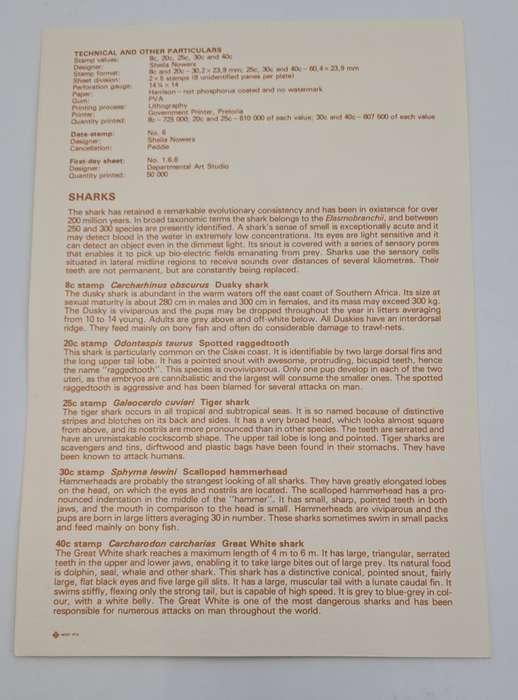 TECHNICAL AND OTHER PARTICULARS
Stamp values: 8c, 20c, 25c, 30c and 40c
Designer: Sheila Nowers
Stamp format: 8c and 20c – 30,2 × 23,9 mm; 25c, 30c and 40c – 60,4 × 23,9 mm
Sheet division: 2 × 5 stamps (8 unidentified panes per plate)
Perforation gauge: 14¼ × 14
Paper: Harrison – not phosphorus coated and no watermark
Gum: PVA
Printing process: Lithography
Printer: Government Printer, Pretoria
Quantity printed: 8c – 729 000; 20c and 25c – 610 000 of each value; 30c and 40c – 607 500 of each value
Date-stamp: No. 6
Designer: Sheila Nowers
Cancellation: Peddie
First-day sheet: No. 1.6.6
Designer: Departmental Art Studio
Quantity printed: 50 000
SHARKS
The shark has retained a remarkable evolutionary consistency and has been in existence for over
200 million years. In broad taxonomic terms the shark belongs to the Elasmobranchii, and between
250 and 300 species are presently identified. A shark's sense of smell is exceptionally acute and it
may detect blood in the water in extremely low concentrations. Its eyes are light sensitive and it
can detect an object even in the dimmest light. Its snout is covered with a series of sensory pores
that enables it to pick up bio-electric fields emanating from prey. Sharks use the sensory cells
situated in lateral midline regions to receive sounds over distances of several kilometres. Their
teeth are not permanent, but are constantly being replaced.
8c stamp Carcharhinus obscurus Dusky shark
The dusky shark is abundant in the warm waters off the east coast of Southern Africa. Its size at
sexual maturity is about 280 cm in males and 300 cm in females, and its mass may exceed 300 kg.
The Dusky is viviparous and the pups may be dropped throughout the year in litters averaging
from 10 to 14 young. Adults are grey above and off-white below. All Duskies have an interdorsal
ridge. They feed mainly on bony fish and often do considerable damage to trawl-nets.
20c stamp Odontaspis taurus Spotted raggedtooth
This shark is particularly common on the Ciskei coast. It is identifiable by two large dorsal fins and
the long upper tail lobe. It has a pointed snout with awesome, protruding, bicuspid teeth, hence
the name "raggedtooth". This species is ovoviviparous. Only one pup develop in each of the two
uteri, as the embryos are cannibalistic and the largest will consume the smaller ones. The spotted
raggedtooth is aggressive and has been blamed for several attacks on man.
25c stamp Galeocerdo cuvieri Tiger shark
The tiger shark occurs in all tropical and subtropical seas. It is so named because of distinctive
stripes and blotches on its back and sides. It has a very broad head, which looks almost square
from above, and its nostrils are more pronounced than in other species. The teeth are serrated and
have an unmistakable cockscomb shape. The upper tail lobe is long and pointed. Tiger sharks are
scavengers and tins, dirftwood and plastic bags have been found in their stomachs. They have
been known to attack humans.
30c stamp Sphyrna lewini Scalloped hammerhead
Hammerheads are probably the strangest looking of all sharks. They have greatly elongated lobes
on the head, on which the eyes and nostrils are located. The scalloped hammerhead has a pro-
nounced indentation in the middle of the "hammer". It has small, sharp, pointed teeth in both
jaws, and the mouth in comparison to the head is small. Hammerheads are viviparous and the
pups are born in large litters averaging 30 in number. These sharks sometimes swim in small packs
and feed mainly on bony fish.
40c stamp Carcharodon carcharias Great White shark
The Great White shark reaches a maximum length of 4 m to 6 m. It has large, triangular, serrated
teeth in the upper and lower jaws, enabling it to take large bites out of large prey. Its natural food
is dolphin, seal, whale and other shark. This shark has a distinctive conical, pointed snout, fairly
large, flat black eyes and five large gill slits. It has a large, muscular tail with a lunate caudal fin. It
swims stiffly, flexing only the strong tail, but is capable of high speed. It is grey to blue-grey in col-
our, with a white belly. The Great White is one of the most dangerous sharks and has been
responsible for numerous attacks on man throughout the world.